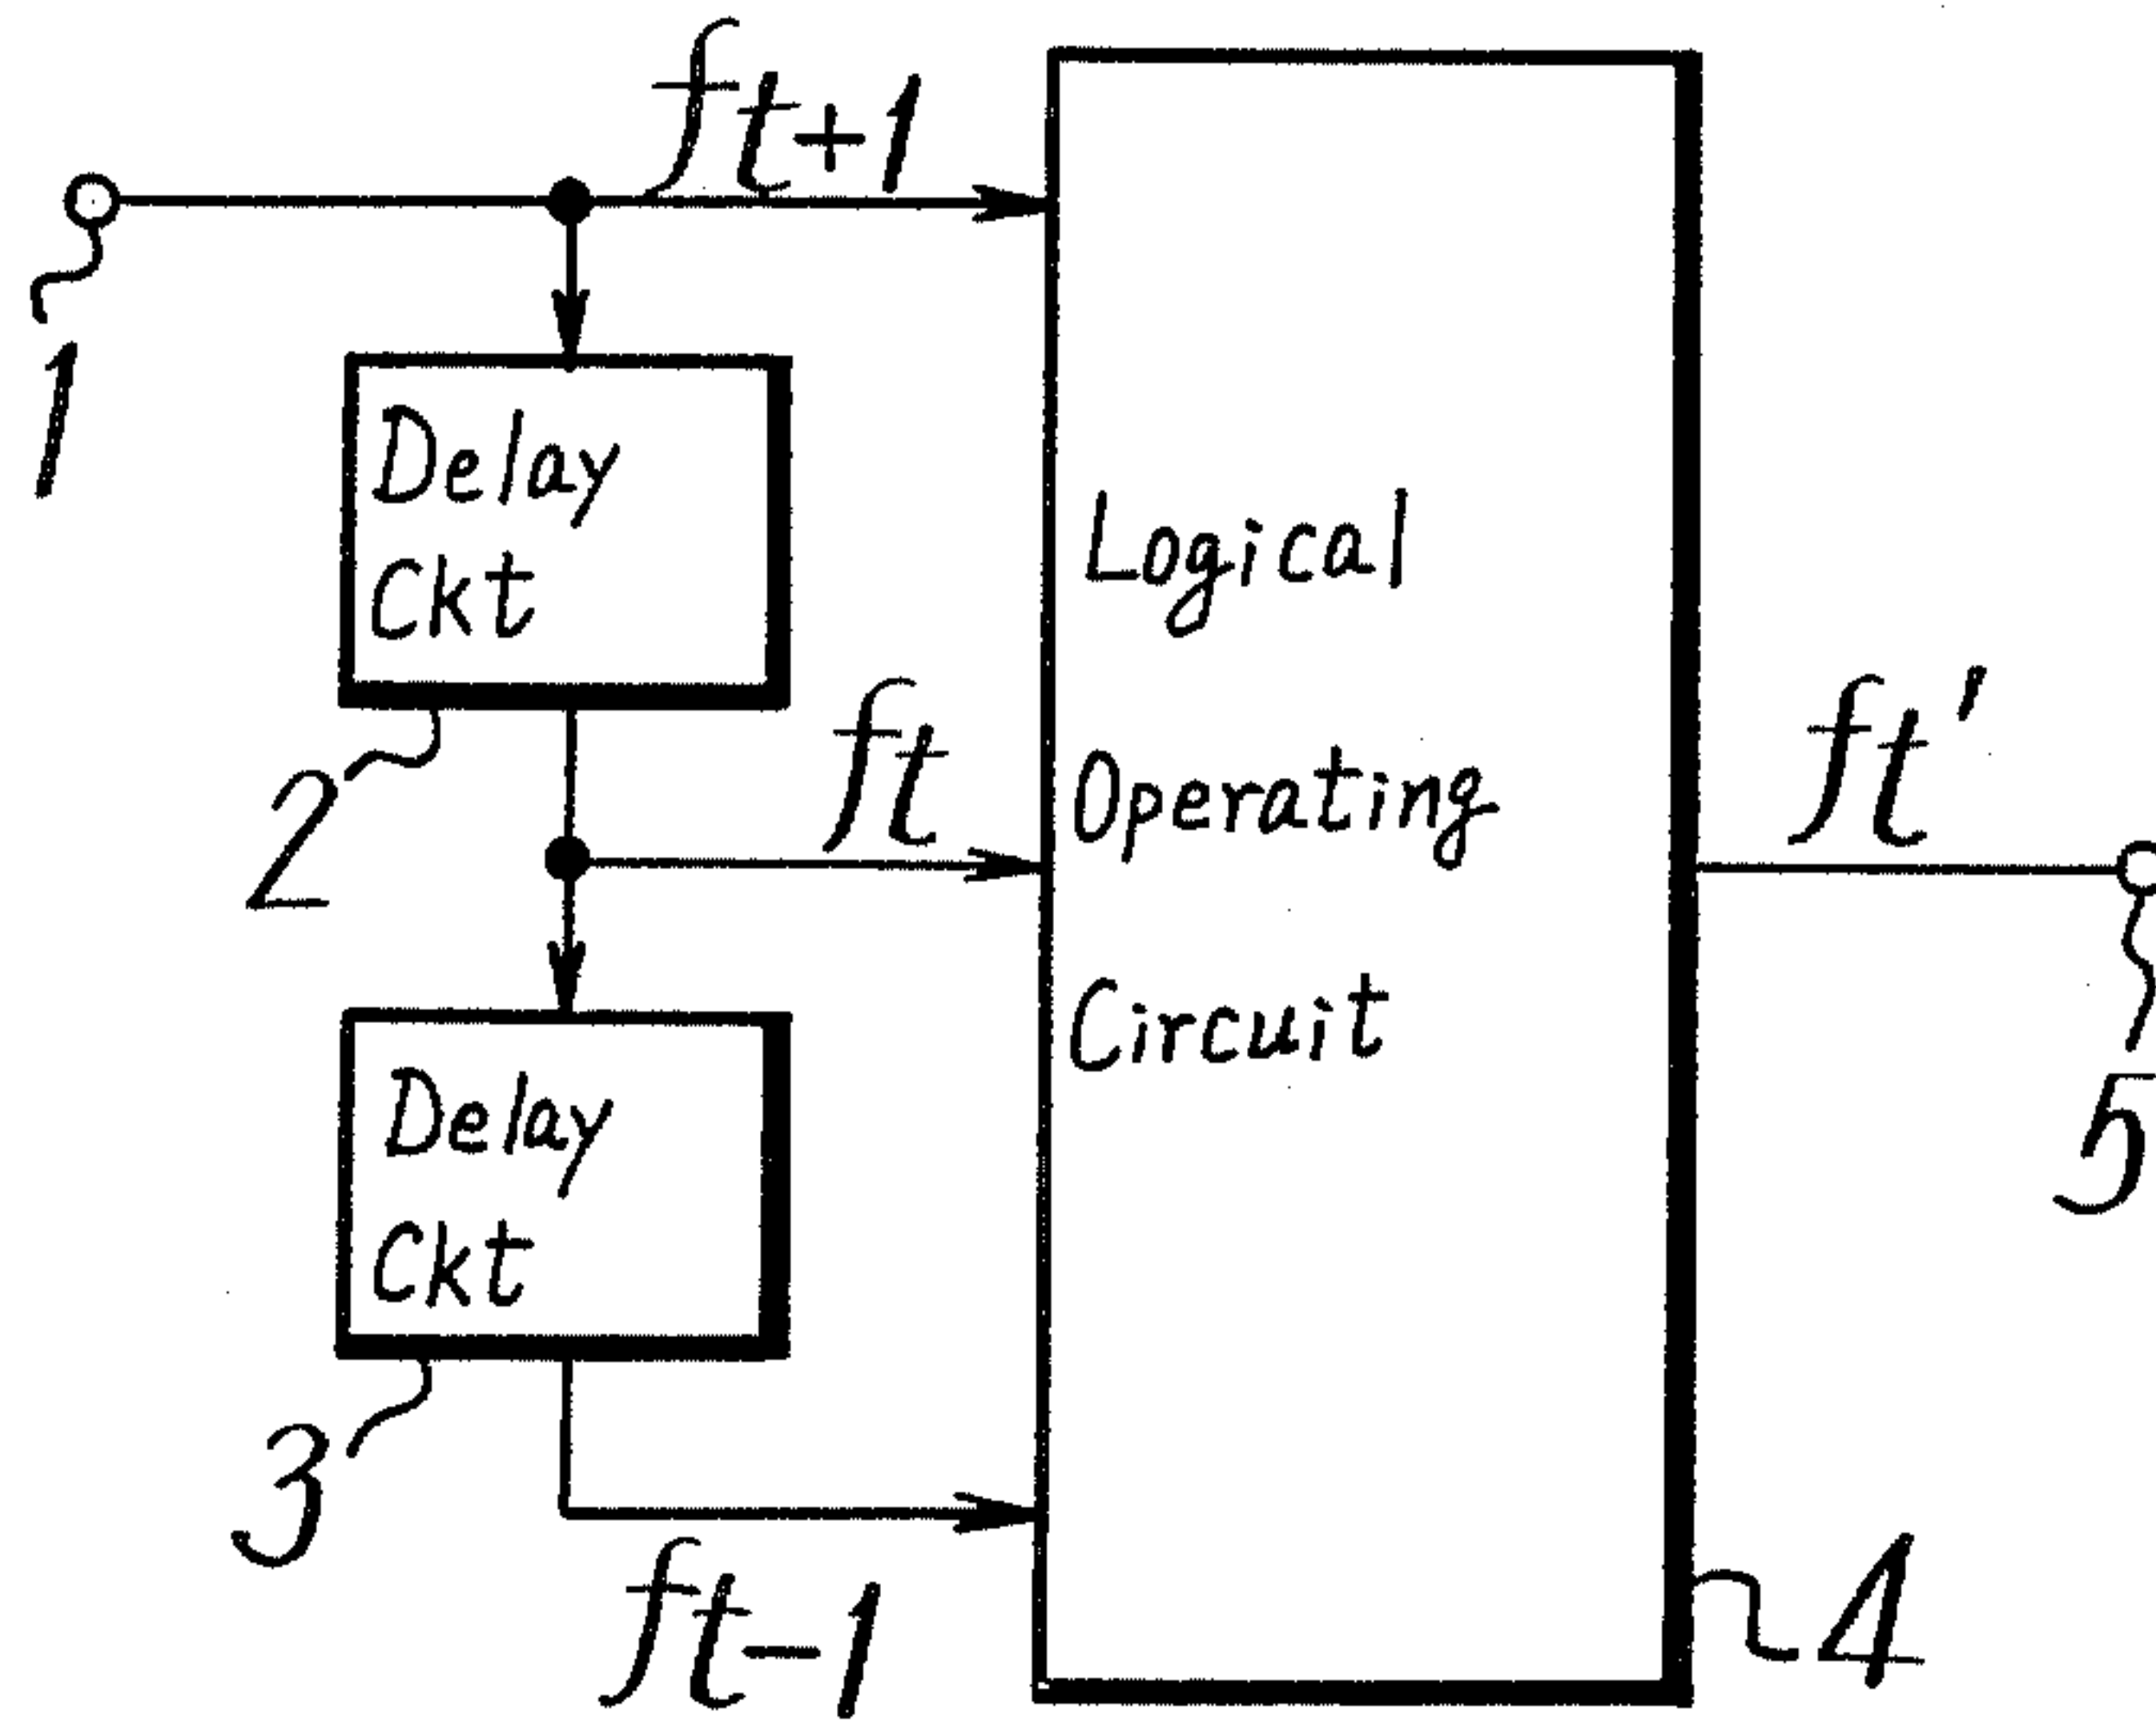 ft+1
1
Delay
Ckt
2
ft
Logical
Operating
Circuit
ft'
5
Delay
Ckt
3
ft-1
4